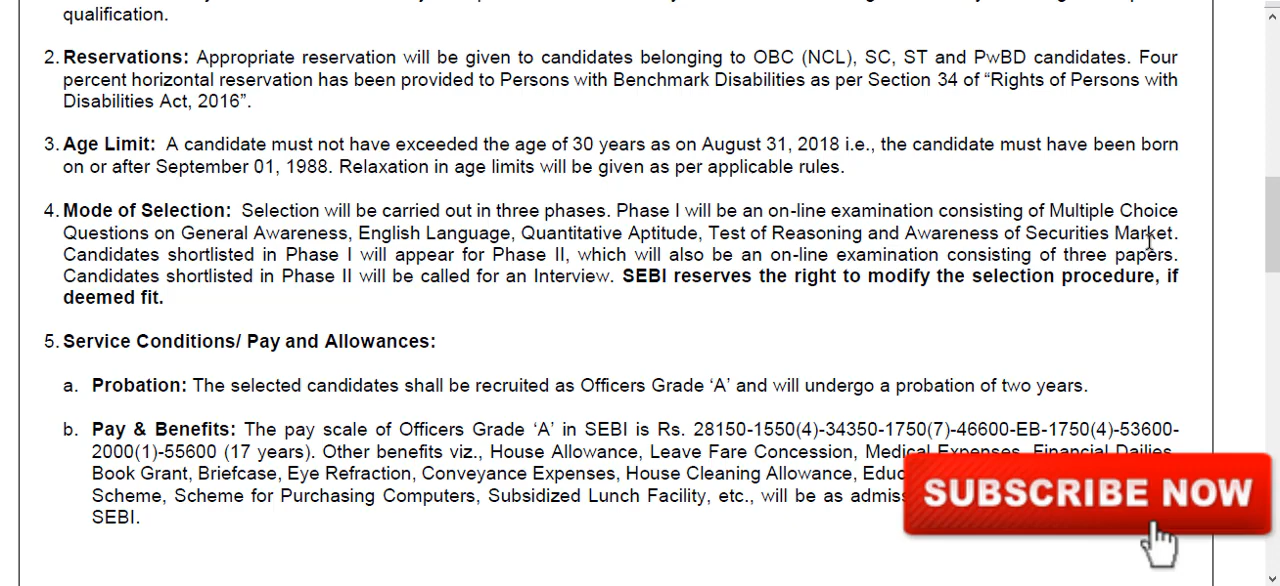 qualification.
2. Reservations: Appropriate reservation will be given to candidates belonging to OBC (NCL), SC, ST and PwBD candidates. Four
percent horizontal reservation has been provided to Persons with Benchmark Disabilities as per Section 34 of “Rights of Persons with
Disabilities Act, 2016”.
3. Age Limit: A candidate must not have exceeded the age of 30 years as on August 31, 2018 i.e., the candidate must have been born
on or after September 01, 1988. Relaxation in age limits will be given as per applicable rules.
4. Mode of Selection: Selection will be carried out in three phases. Phase I will be an on-line examination consisting of Multiple Choice
Questions on General Awareness, English Language, Quantitative Aptitude, Test of Reasoning and Awareness of Securities Market.
Candidates shortlisted in Phase I will appear for Phase II, which will also be an on-line examination consisting of three papers.
Candidates shortlisted in Phase II will be called for an Interview. SEBI reserves the right to modify the selection procedure, if
deemed fit.
5. Service Conditions/ Pay and Allowances:
a. Probation: The selected candidates shall be recruited as Officers Grade ‘A’ and will undergo a probation of two years.
b. Pay & Benefits: The pay scale of Officers Grade ‘A’ in SEBI is Rs. 28150-1550(4)-34350-1750(7)-46600-EB-1750(4)-53600-
2000(1)-55600 (17 years). Other benefits viz., House Allowance, Leave Fare Concession, Medical Expenses, Financial Dailies,
Book Grant, Briefcase, Eye Refraction, Conveyance Expenses, House Cleaning Allowance,
Scheme, Scheme for Purchasing Computers, Subsidized Lunch Facility, etc., will be as
SEBI.
SUBSCRIBE NOW